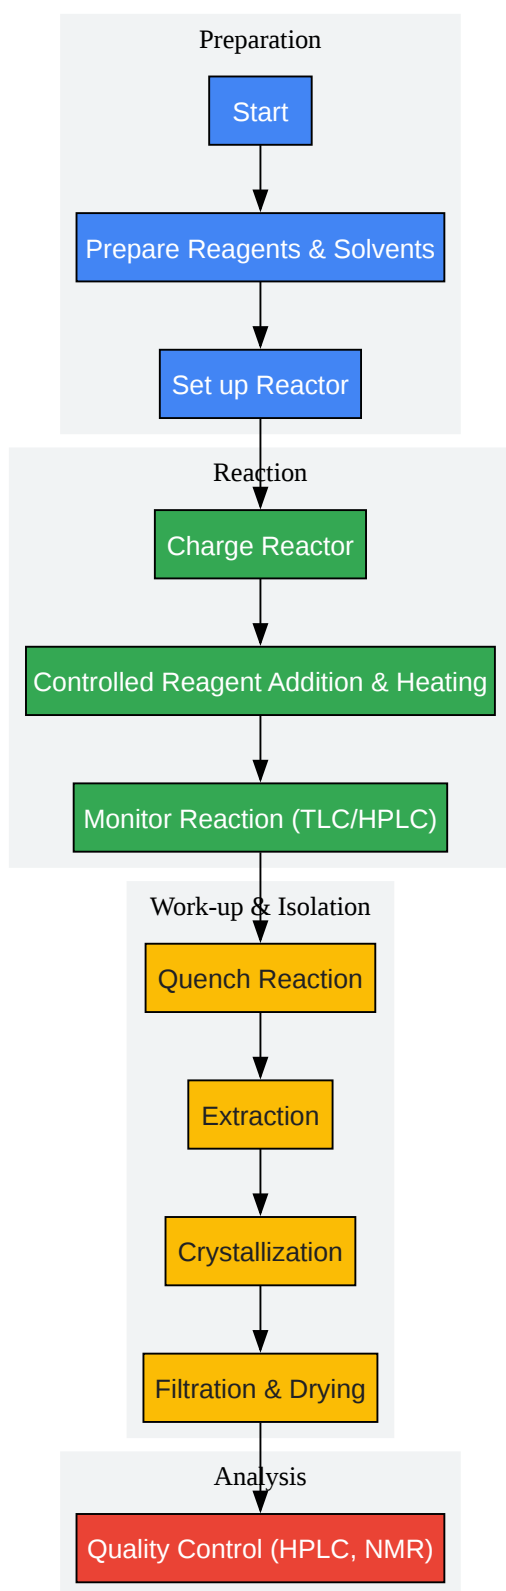 Preparation
Start
Prepare Reagents & Solvents
Set up Reactor
Reaction
Charge Reactor
Controlled Reagent Addition & Heating
Monitor Reaction (TLC/HPLC)
Work-up & Isolation
Quench Reaction
Extraction
Crystallization
Filtration & Drying
Analysis
Quality Control (HPLC, NMR)